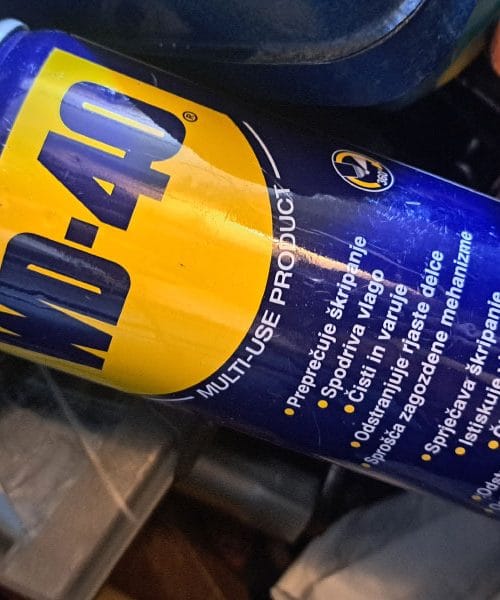 WD-40®
MULTI-USE PRODUCT
360°
•Preprečuje škripanje
•Spodriva vlago
•Čisti in varuje
•Odstranjuje rjaste delce
•Sprošča zagozdene mehanizme
•Sprječava škripanje